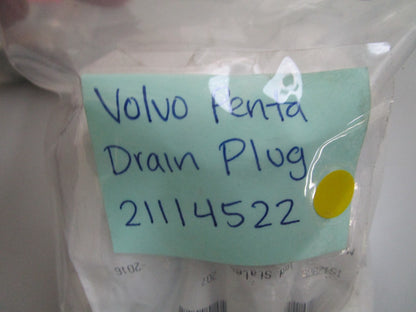 Volvo Penta
Drain Plug
21114522